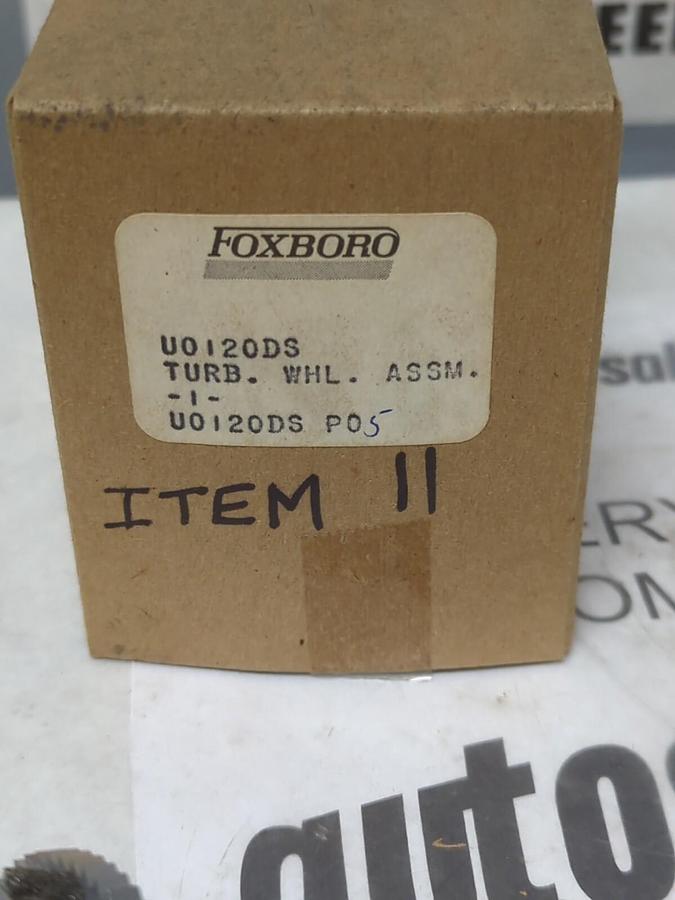 FOXBORO
U0120DS
TURB. WHL. ASSM.
-1-
U0120DS P05
ITEM 11